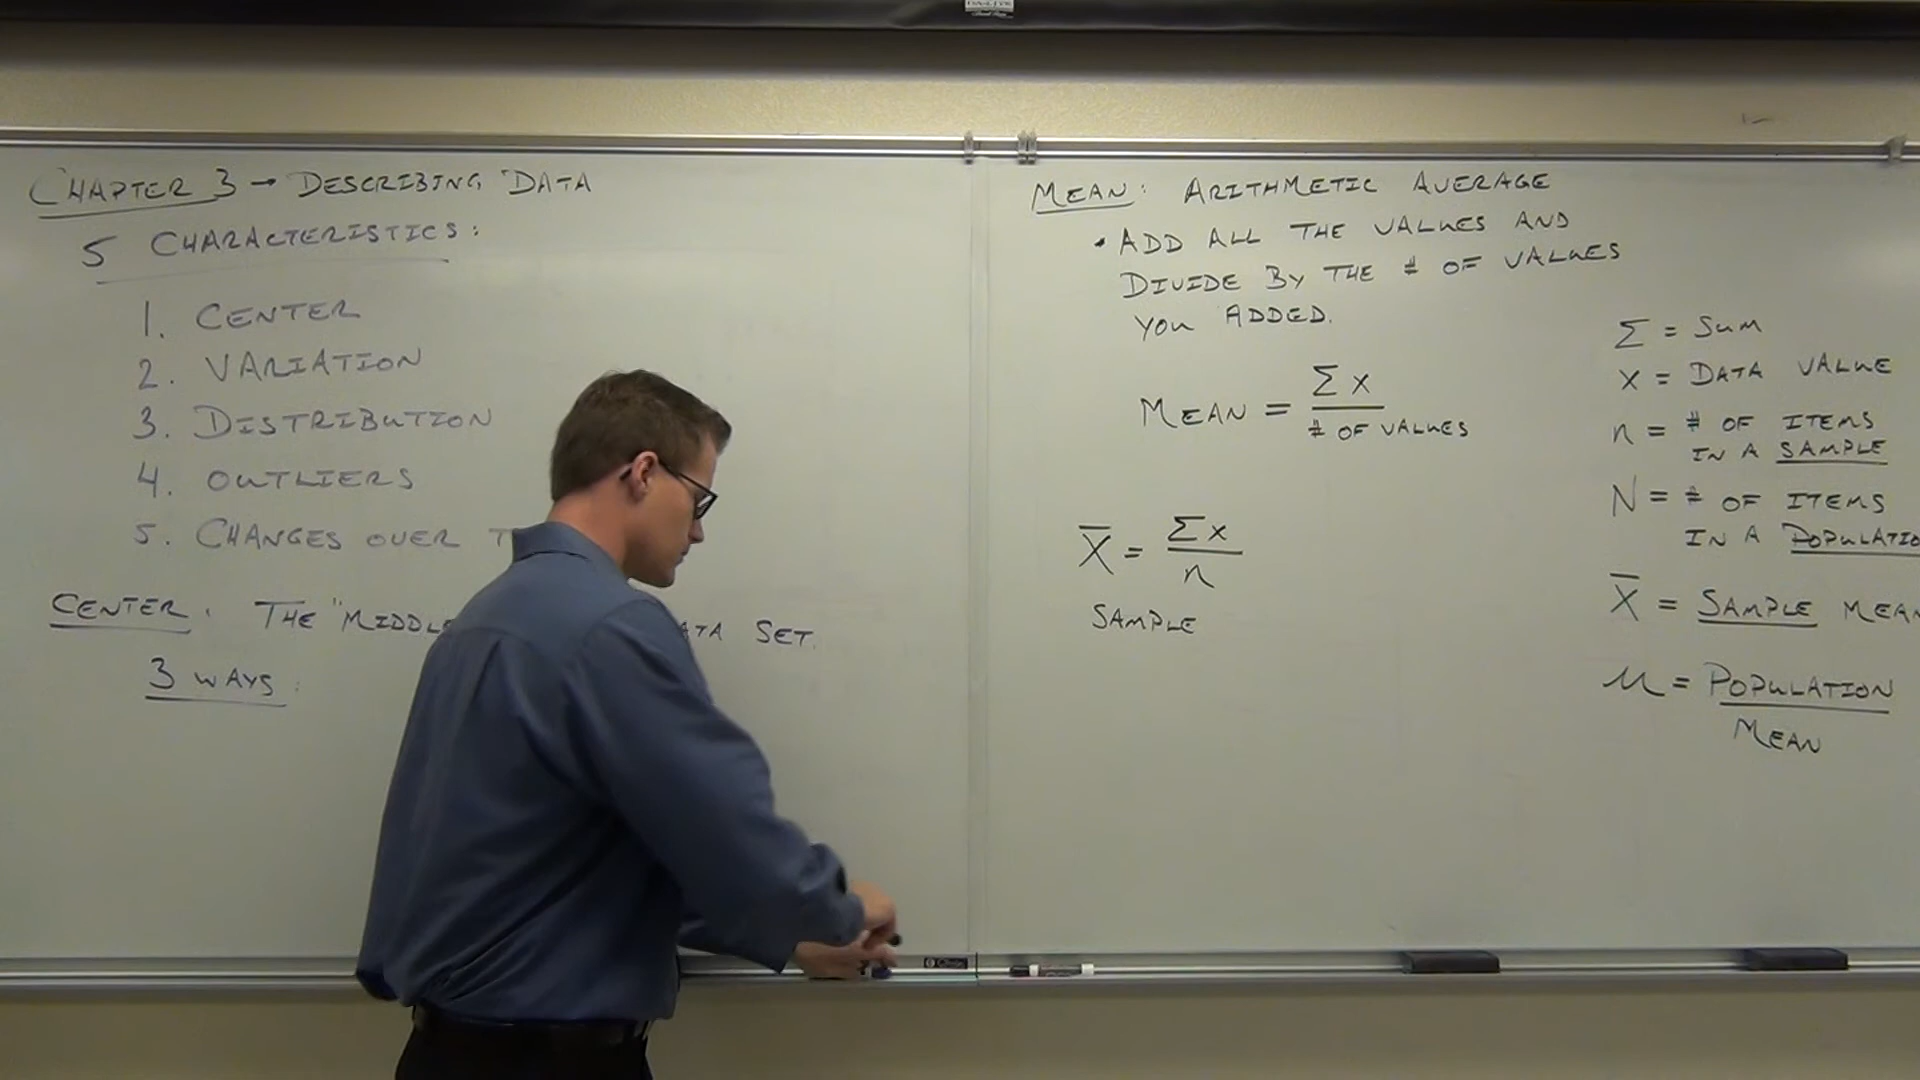 CHAPTER 3 → DESCRIBING DATA
5 CHARACTERISTICS:
1. CENTER
2. VARIATION
3. DISTRIBUTION
4. OUTLIERS
5. CHANGES OVER T
CENTER. THE "MIDDLE ATA SET.
3 WAYS:
MEAN: ARITHMETIC AVERAGE
• ADD ALL THE VALUES AND
DIVIDE BY THE # OF VALUES
YOU ADDED.
MEAN = Σx / # OF VALUES
X̄ = Σx / n
SAMPLE
Σ = SUM
X = DATA VALUE
n = # OF ITEMS
IN A SAMPLE
N = # OF ITEMS
IN A POPULATIO
X̄ = SAMPLE MEAN
μ = POPULATION
MEAN